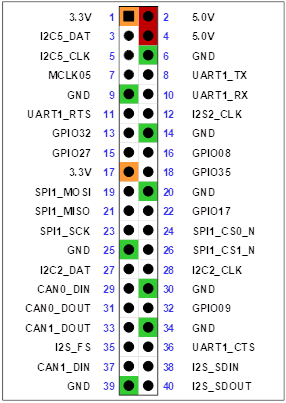 3.3V 1 2 5.0V
I2C5_DAT 3 4 5.0V
I2C5_CLK 5 6 GND
MCLK05 7 8 UART1_TX
GND 9 10 UART1_RX
UART1_RTS 11 12 I2S2_CLK
GPIO32 13 14 GND
GPIO27 15 16 GPIO08
3.3V 17 18 GPIO35
SPI1_MOSI 19 20 GND
SPI1_MISO 21 22 GPIO17
SPI1_SCK 23 24 SPI1_CS0_N
GND 25 26 SPI1_CS1_N
I2C2_DAT 27 28 I2C2_CLK
CAN0_DIN 29 30 GND
CAN0_DOUT 31 32 GPIO09
CAN1_DOUT 33 34 GND
I2S_FS 35 36 UART1_CTS
CAN1_DIN 37 38 I2S_SDIN
GND 39 40 I2S_SDOUT